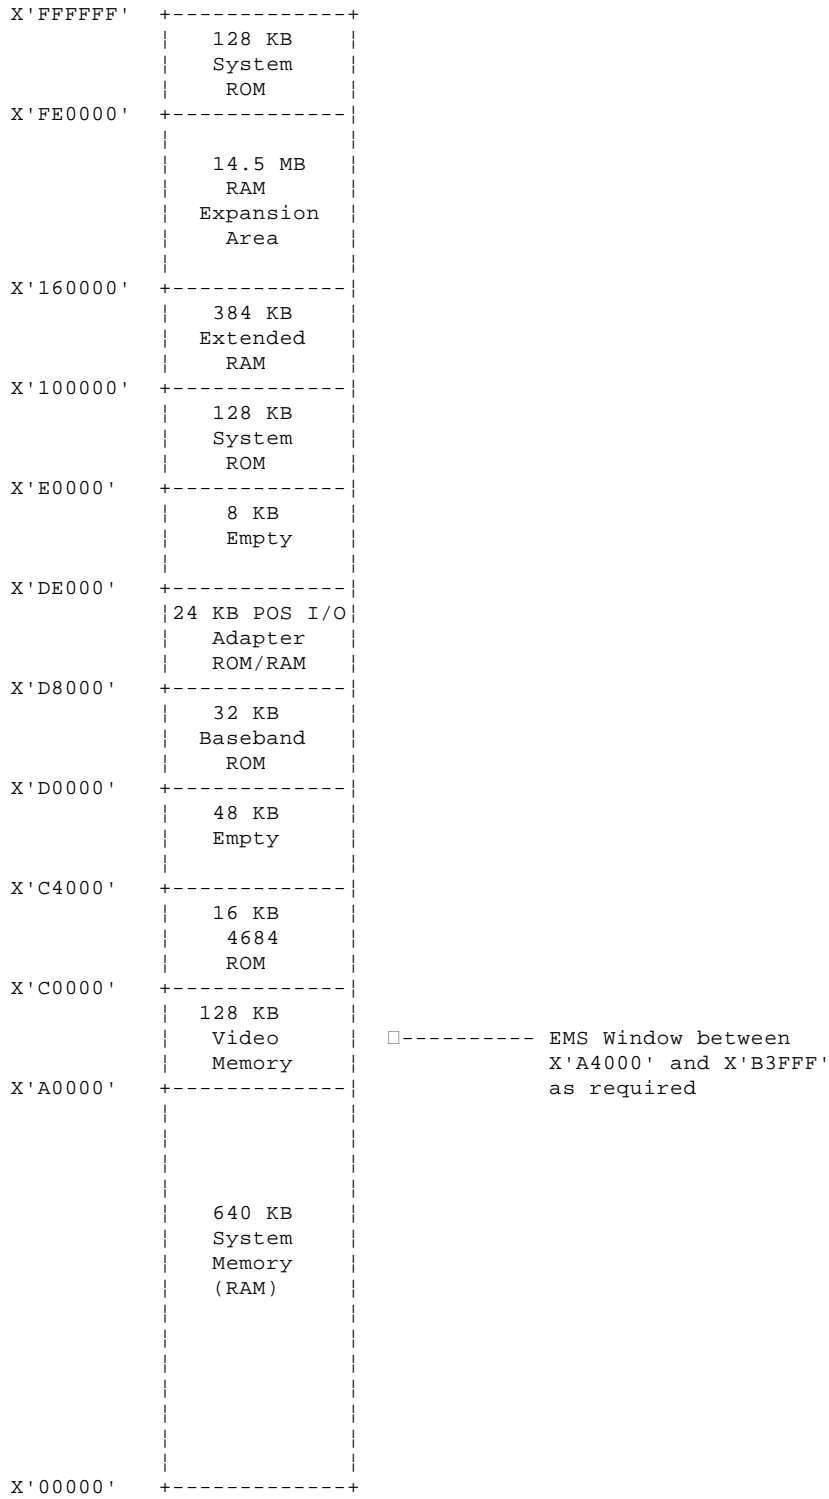 X'FFFFFF'  +-------------+
           ¦   128 KB    ¦
           ¦   System    ¦
           ¦    ROM      ¦
X'FE0000'  +-------------¦
           ¦             ¦
           ¦   14.5 MB   ¦
           ¦    RAM      ¦
           ¦  Expansion  ¦
           ¦    Area     ¦
           ¦             ¦
X'160000'  +-------------¦
           ¦   384 KB    ¦
           ¦  Extended   ¦
           ¦    RAM      ¦
X'100000'  +-------------¦
           ¦   128 KB    ¦
           ¦   System    ¦
           ¦    ROM      ¦
X'E0000'   +-------------¦
           ¦    8 KB     ¦
           ¦    Empty    ¦
           ¦             ¦
X'DE000'   +-------------¦
           ¦24 KB POS I/O¦
           ¦   Adapter   ¦
           ¦   ROM/RAM   ¦
X'D8000'   +-------------¦
           ¦   32 KB     ¦
           ¦  Baseband   ¦
           ¦    ROM      ¦
X'D0000'   +-------------¦
           ¦   48 KB     ¦
           ¦   Empty     ¦
           ¦             ¦
X'C4000'   +-------------¦
           ¦   16 KB     ¦
           ¦    4684     ¦
           ¦    ROM      ¦
X'C0000'   +-------------¦
           ¦  128 KB     ¦
           ¦   Video     ¦  □---------- EMS Window between
           ¦   Memory    ¦              X'A4000' and X'B3FFF'
X'A0000'   +-------------¦              as required
           ¦             ¦
           ¦             ¦
           ¦             ¦
           ¦             ¦
           ¦   640 KB    ¦
           ¦   System    ¦
           ¦   Memory    ¦
           ¦   (RAM)     ¦
           ¦             ¦
           ¦             ¦
           ¦             ¦
           ¦             ¦
           ¦             ¦
           ¦             ¦
           ¦             ¦
X'00000'   +-------------+